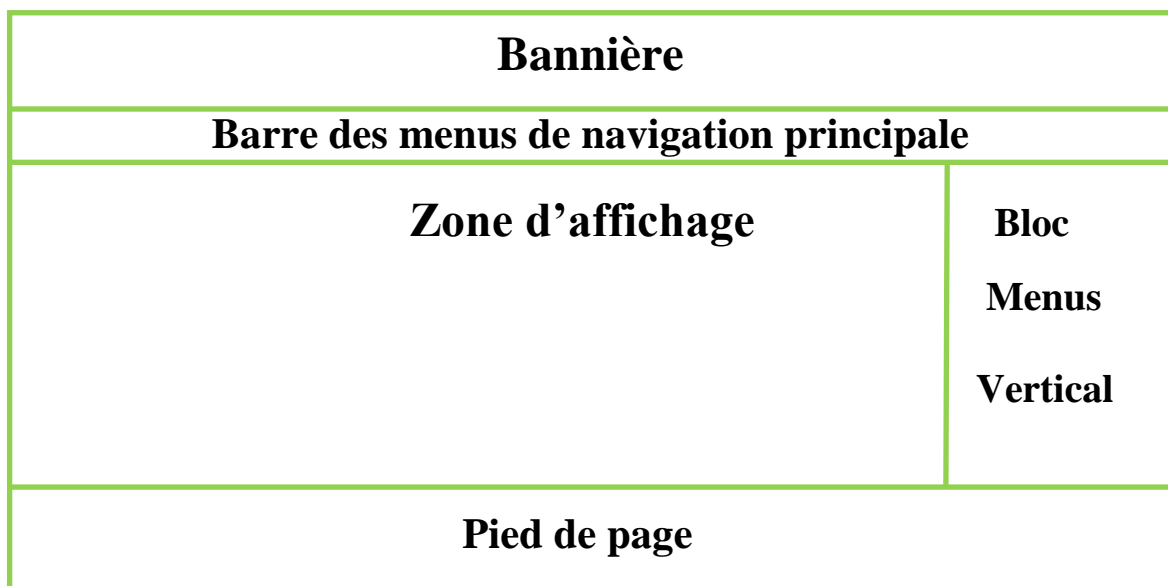 Bannière
Barre des menus de navigation principale
Zone d’affichage
Bloc
Menus
Vertical
Pied de page